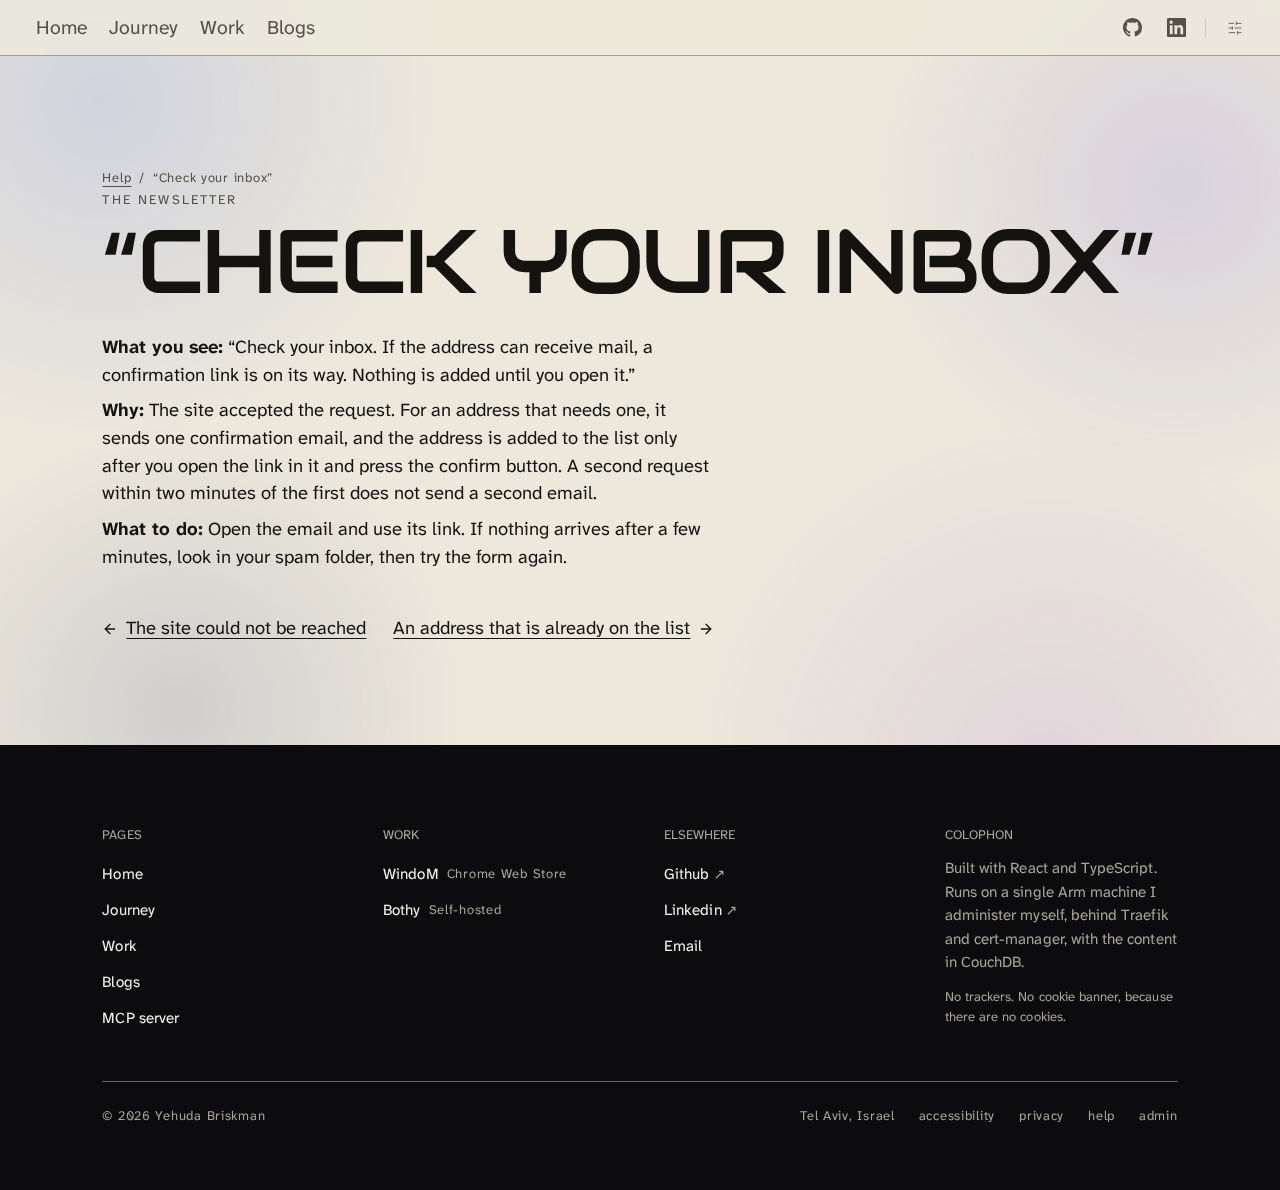 Home Journey Work Blogs
Help / “Check your inbox”
THE NEWSLETTER
“CHECK YOUR INBOX”
What you see: “Check your inbox. If the address can receive mail, a
confirmation link is on its way. Nothing is added until you open it.”
Why: The site accepted the request. For an address that needs one, it
sends one confirmation email, and the address is added to the list only
after you open the link in it and press the confirm button. A second request
within two minutes of the first does not send a second email.
What to do: Open the email and use its link. If nothing arrives after a few
minutes, look in your spam folder, then try the form again.
← The site could not be reached An address that is already on the list →
PAGES
Home
Journey
Work
Blogs
MCP server
WORK
WindoM Chrome Web Store
Bothy Self-hosted
ELSEWHERE
Github ↗
Linkedin ↗
Email
COLOPHON
Built with React and TypeScript.
Runs on a single Arm machine I
administer myself, behind Traefik
and cert-manager, with the content
in CouchDB.
No trackers. No cookie banner, because
there are no cookies.
© 2026 Yehuda Briskman
Tel Aviv, Israel accessibility privacy help admin